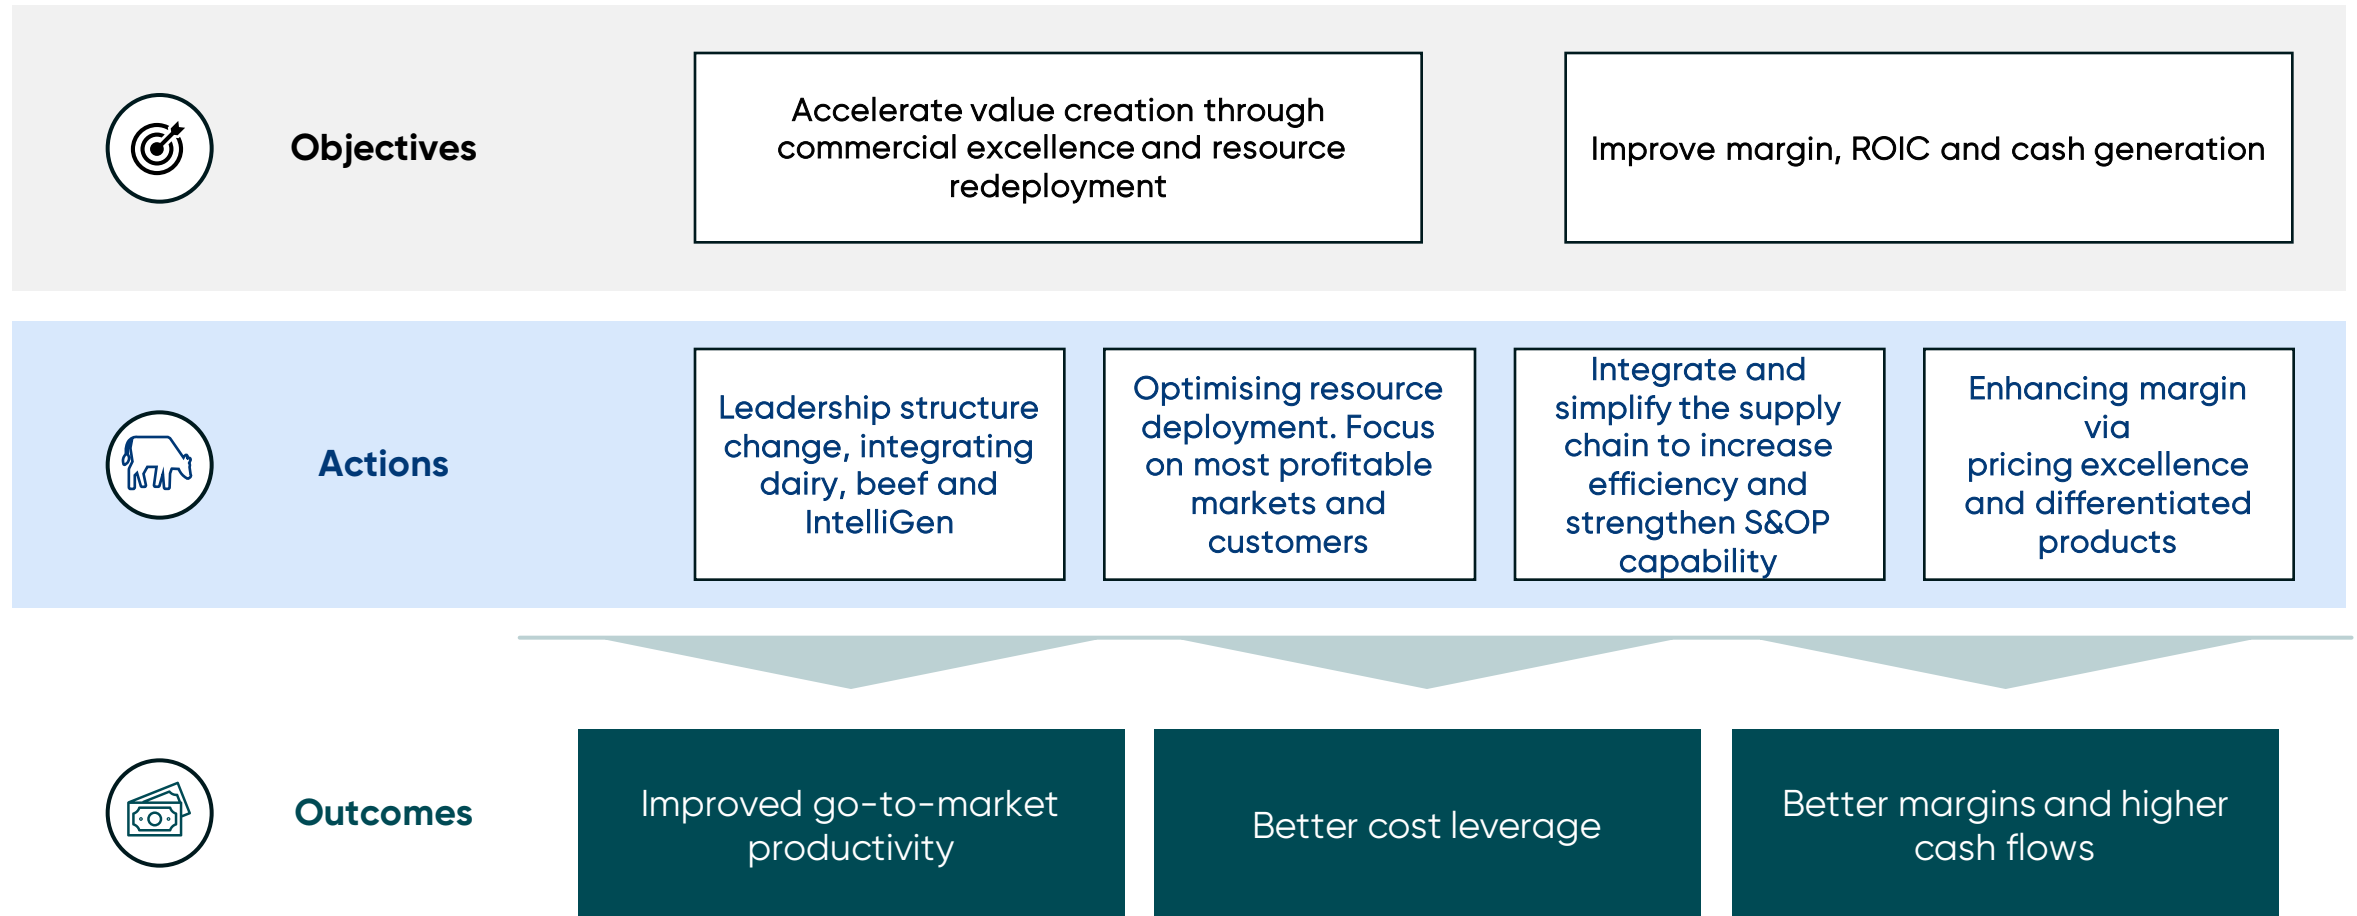 Objectives
Accelerate value creation through
commercial excellence and resource
redeployment
Improve margin, ROIC and cash generation
Actions
Leadership structure
change, integrating
dairy, beef and
IntelliGen
Optimising resource
deployment. Focus
on most profitable
markets and
customers
Integrate and
simplify the supply
chain to increase
efficiency and
strengthen S&OP
capability
Enhancing margin
via
pricing excellence
and differentiated
products
Outcomes
Improved go-to-market
productivity
Better cost leverage
Better margins and higher
cash flows